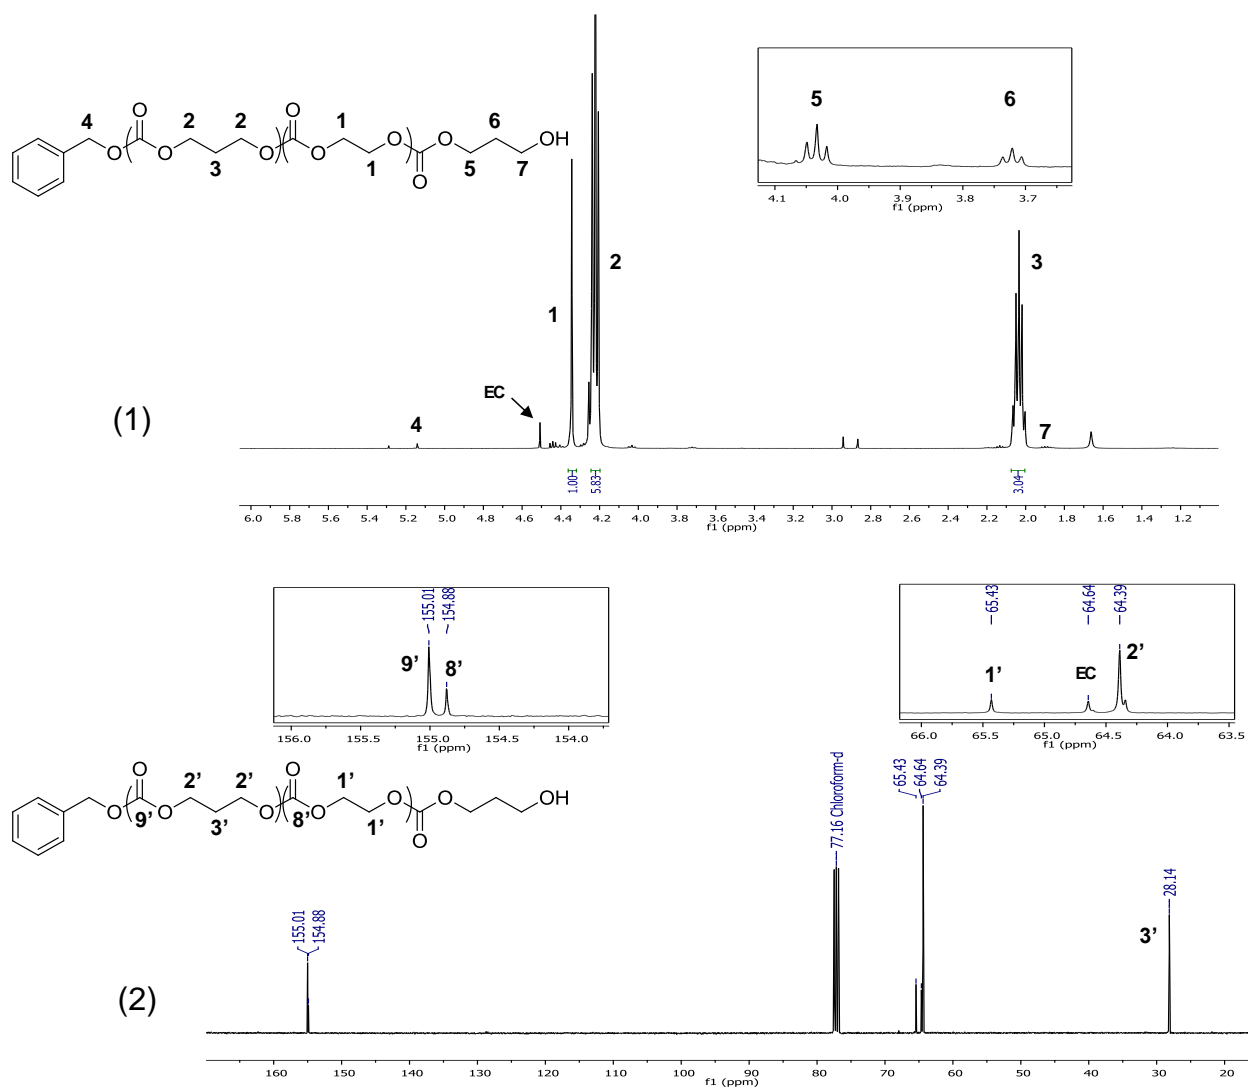 4 2 2 1 6
O O O O O O O O O OH
3 1 O 5 7
5 6
4.1 4.0 3.9 3.8 3.7
f1 (ppm)
1
2
3
EC
4
7
(1)
1.00 5.83 3.04
6.0 5.8 5.6 5.4 5.2 5.0 4.8 4.6 4.4 4.2 4.0 3.8 3.6 3.4 3.2 3.0 2.8 2.6 2.4 2.2 2.0 1.8 1.6 1.4 1.2
f1 (ppm)
155.01 154.88
9' 8'
156.0 155.5 155.0 154.5 154.0
f1 (ppm)
65.43 64.64 64.39
1' EC 2'
66.0 65.5 65.0 64.5 64.0 63.5
f1 (ppm)
2' 2' 1'
O O O O O O O O O OH
9' 3' 8' 1' O
155.01 154.88
77.16 Chloroform-d
65.43 64.64 64.39
28.14
3'
(2)
160 150 140 130 120 110 100 90 80 70 60 50 40 30 20
f1 (ppm)